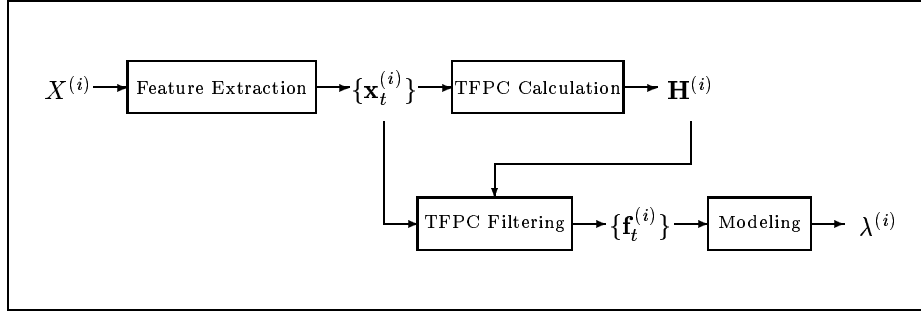 X^{(i)} Feature Extraction {x_t^{(i)}} TFPC Calculation H^{(i)}
TFPC Filtering {f_t^{(i)}} Modeling λ^{(i)}